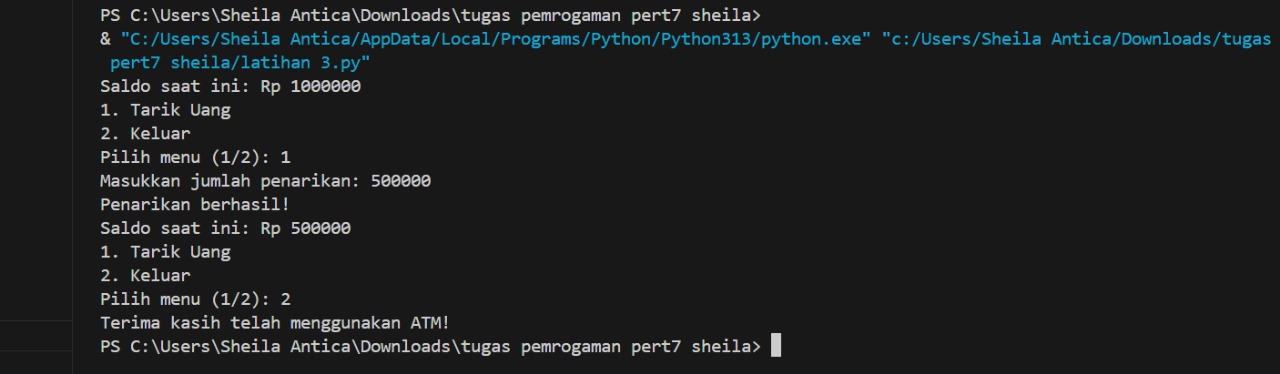 PS C:\Users\Sheila Antica\Downloads\tugas pemrogaman pert7 sheila>
& "C:/Users/Sheila Antica/AppData/Local/Programs/Python/Python313/python.exe" "c:/Users/Sheila Antica/Downloads/tugas
pert7 sheila/latihan 3.py"
Saldo saat ini: Rp 1000000
1. Tarik Uang
2. Keluar
Pilih menu (1/2): 1
Masukkan jumlah penarikan: 500000
Penarikan berhasil!
Saldo saat ini: Rp 500000
1. Tarik Uang
2. Keluar
Pilih menu (1/2): 2
Terima kasih telah menggunakan ATM!
PS C:\Users\Sheila Antica\Downloads\tugas pemrogaman pert7 sheila>